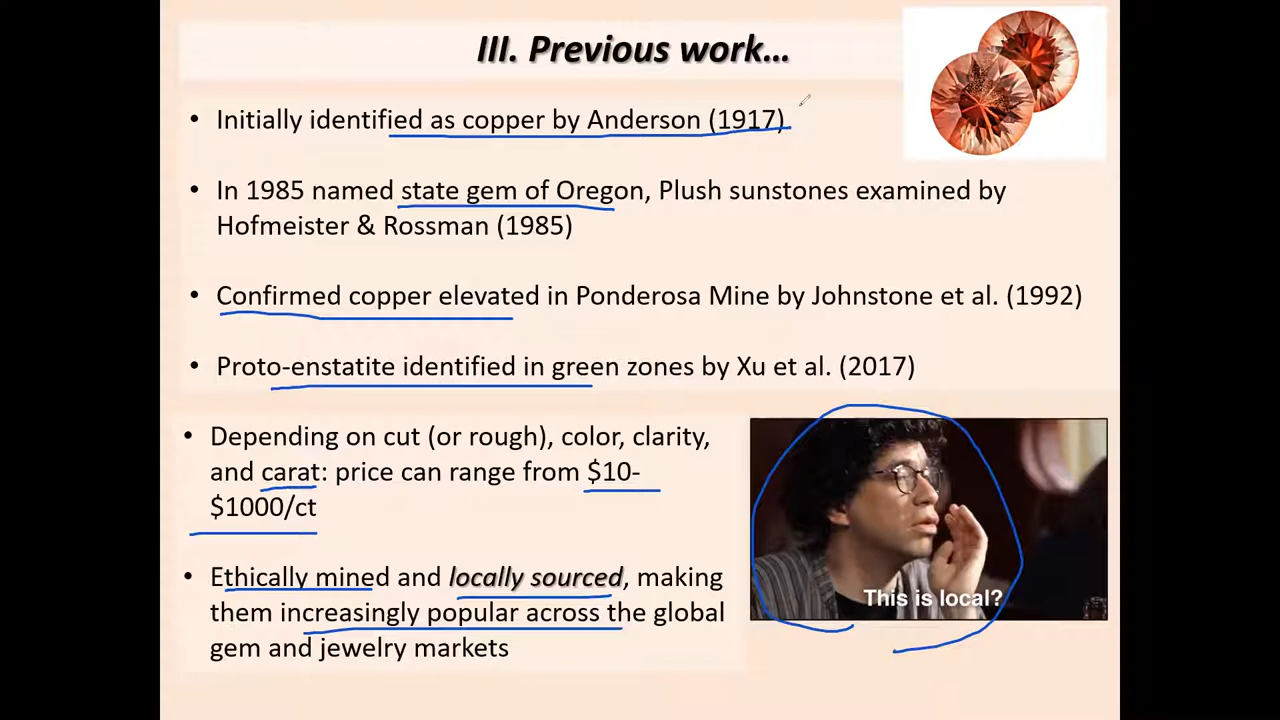 III. Previous work...
• Initially identified as copper by Anderson (1917)
• In 1985 named state gem of Oregon, Plush sunstones examined by
Hofmeister & Rossman (1985)
• Confirmed copper elevated in Ponderosa Mine by Johnstone et al. (1992)
• Proto-enstatite identified in green zones by Xu et al. (2017)
• Depending on cut (or rough), color, clarity,
and carat: price can range from $10-
$1000/ct
• Ethically mined and locally sourced, making
them increasingly popular across the global
gem and jewelry markets
This is local?